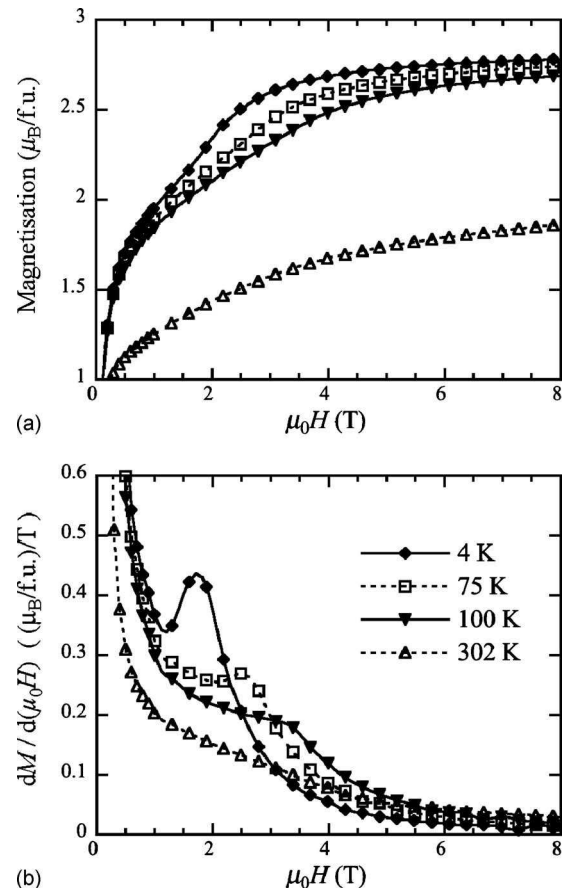 3
2.5
2
1.5
1
Magnetisation (μB/f.u.)
0 2 4 6 8
μ0H (T)
(a)
0.6
0.5
0.4
0.3
0.2
0.1
0
dM / d(μ0H) ( (μB/f.u.)/T)
4 K
75 K
100 K
302 K
0 2 4 6 8
μ0H (T)
(b)